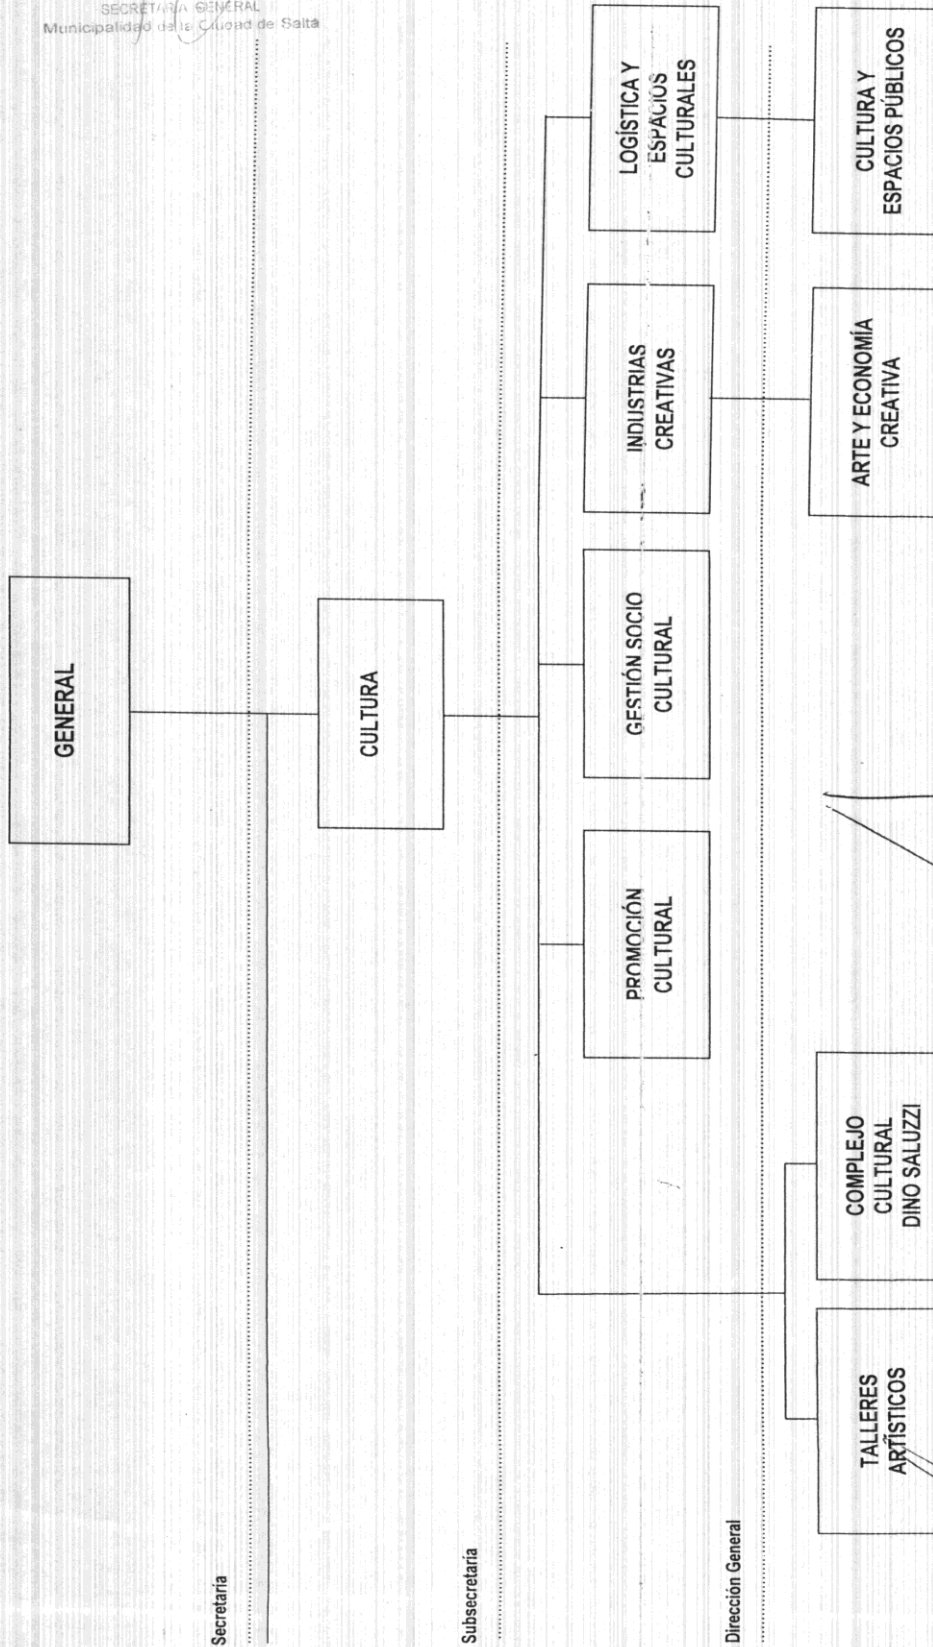 SECRETARIA GENERAL
Municipalidad de la Ciudad de Salta
GENERAL
Secretaría
CULTURA
Subsecretaría
PROMOCIÓN
CULTURAL
GESTIÓN SOCIO
CULTURAL
INDUSTRIAS
CREATIVAS
LOGÍSTICA Y
ESPACIOS
CULTURALES
Dirección General
TALLERES
ARTÍSTICOS
COMPLEJO
CULTURAL
DINO SALUZZI
ARTE Y ECONOMÍA
CREATIVA
CULTURA Y
ESPACIOS PÚBLICOS